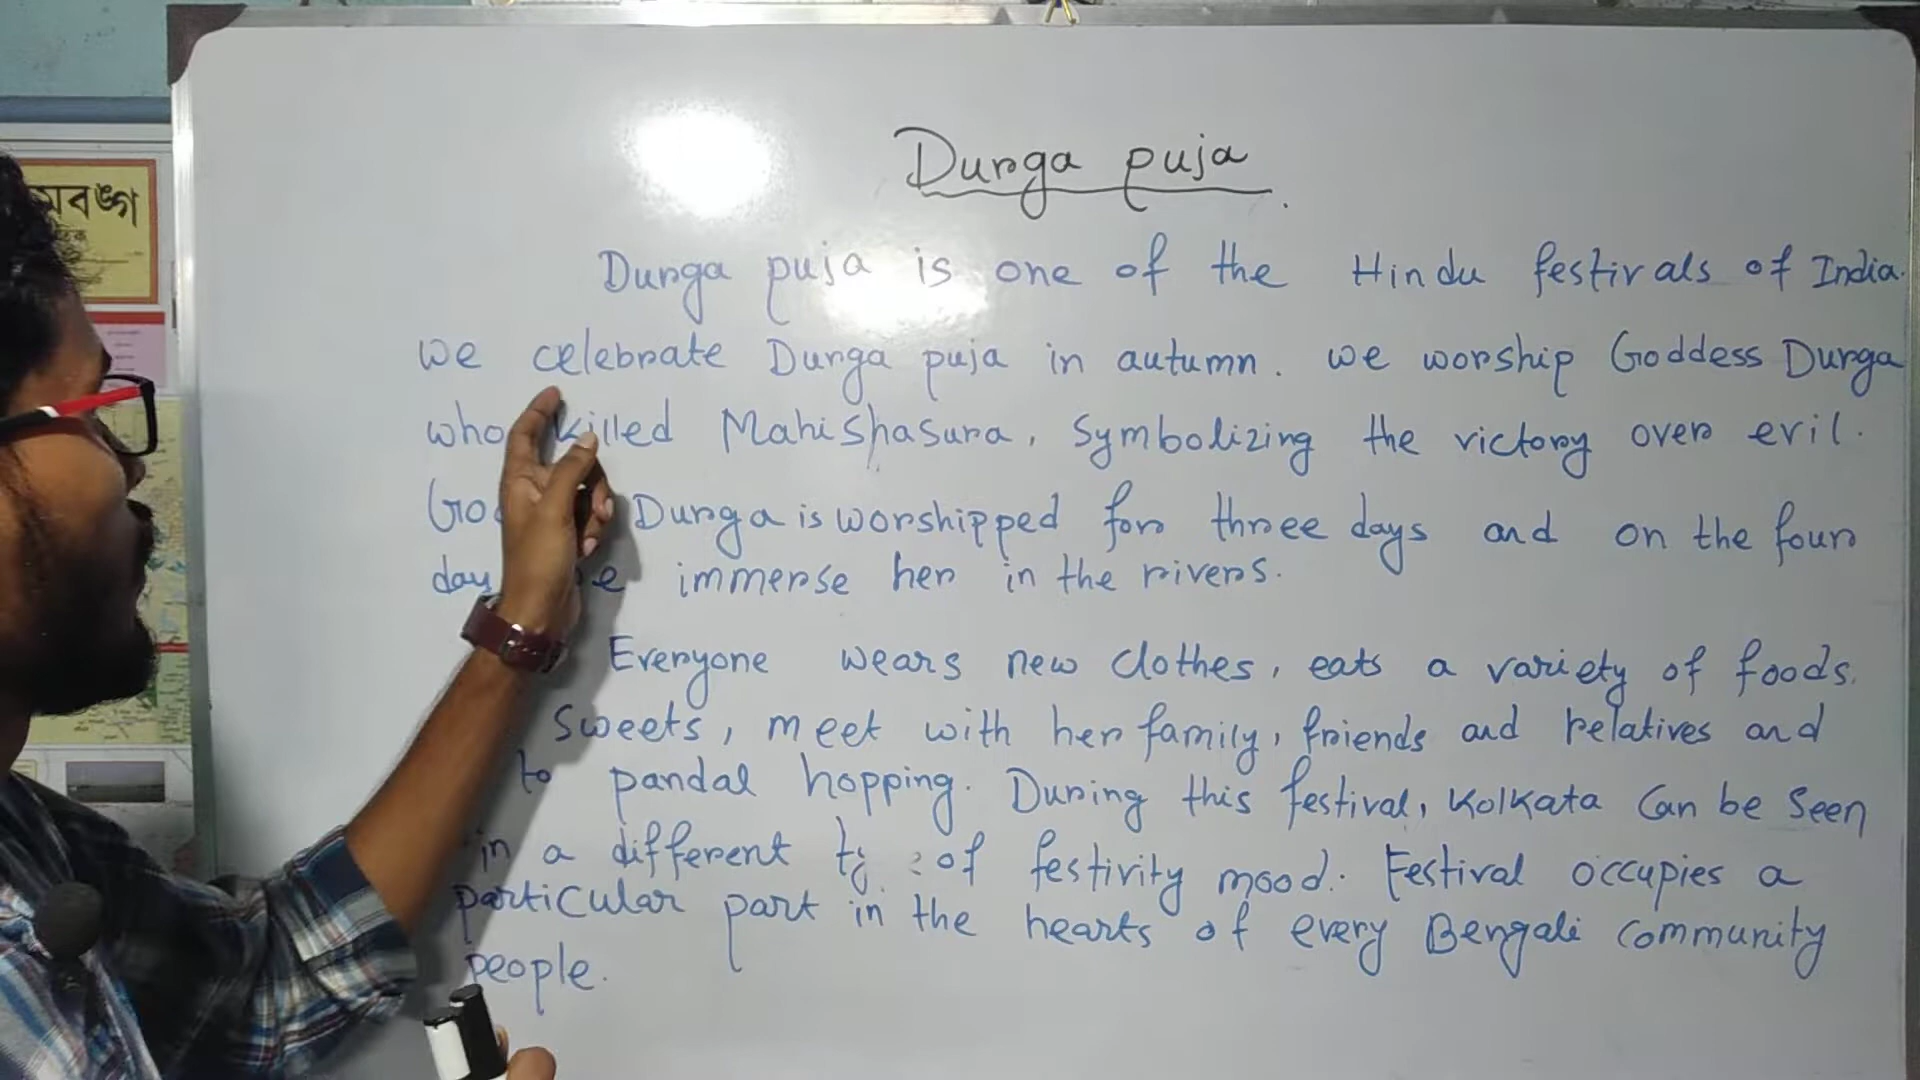 মবঙ্গ
Durga puja.
Durga puja is one of the Hindu festivals of India.
we celebrate Durga puja in autumn. we worship Goddess Durga
who killed Mahishasura, Symbolizing the victory over evil.
Durga is worshipped for three days and on the four
day immerse her in the rivers.
Everyone wears new clothes, eats a variety of foods,
Sweets, meet with her family, friends and relatives and
to pandal hopping. During this festival, Kolkata Can be Seen
in a different of festivity mood. Festival occupies a
particular part in the hearts of every Bengali community
people.